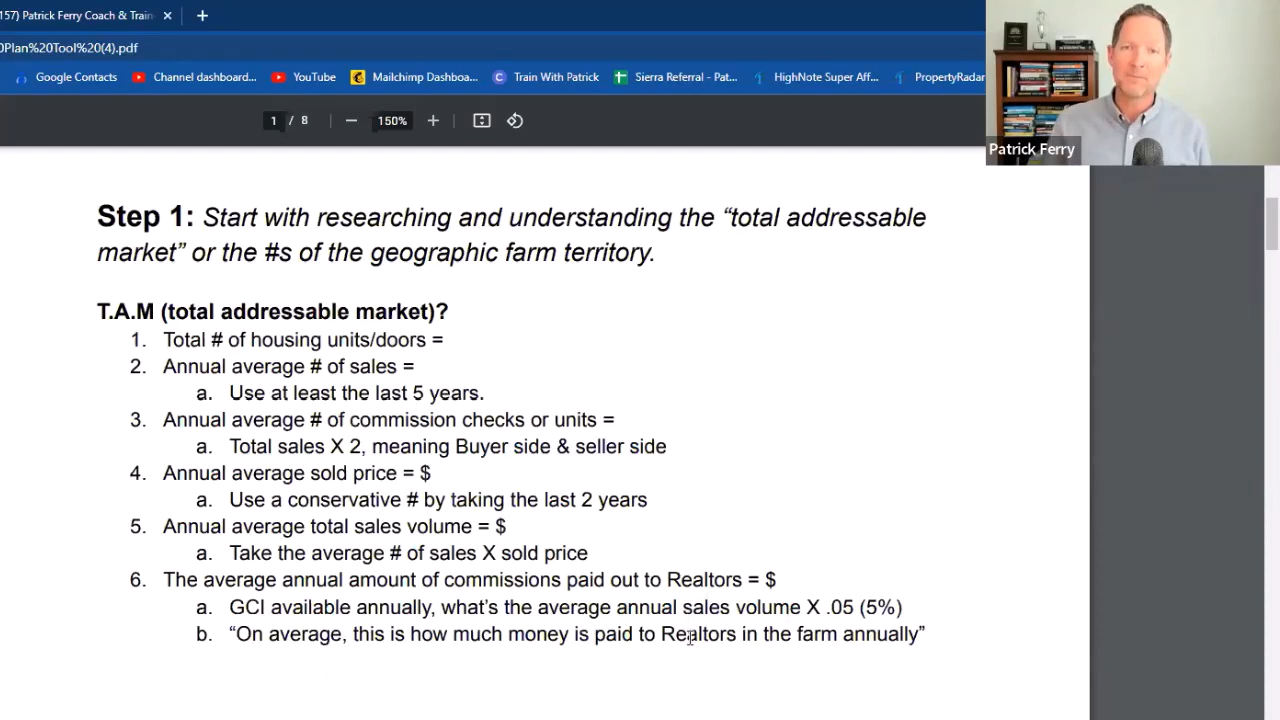 157) Patrick Ferry Coach & Train
0Plan%20Tool%20(4).pdf
Google Contacts
Channel dashboard...
YouTube
Mailchimp Dashboa...
Train With Patrick
Sierra Referral - Pat...
HighNote Super Aff...
PropertyRadar
1 / 8
150%
Patrick Ferry
Step 1: Start with researching and understanding the “total addressable
market” or the #s of the geographic farm territory.
T.A.M (total addressable market)?
1. Total # of housing units/doors =
2. Annual average # of sales =
a. Use at least the last 5 years.
3. Annual average # of commission checks or units =
a. Total sales X 2, meaning Buyer side & seller side
4. Annual average sold price = $
a. Use a conservative # by taking the last 2 years
5. Annual average total sales volume = $
a. Take the average # of sales X sold price
6. The average annual amount of commissions paid out to Realtors = $
a. GCI available annually, what’s the average annual sales volume X .05 (5%)
b. “On average, this is how much money is paid to Realtors in the farm annually”